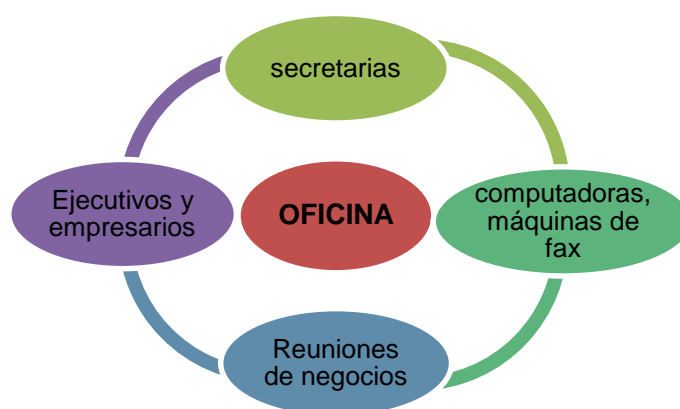 secretarias
Ejecutivos y
empresarios
OFICINA
computadoras,
máquinas de
fax
Reuniones
de negocios